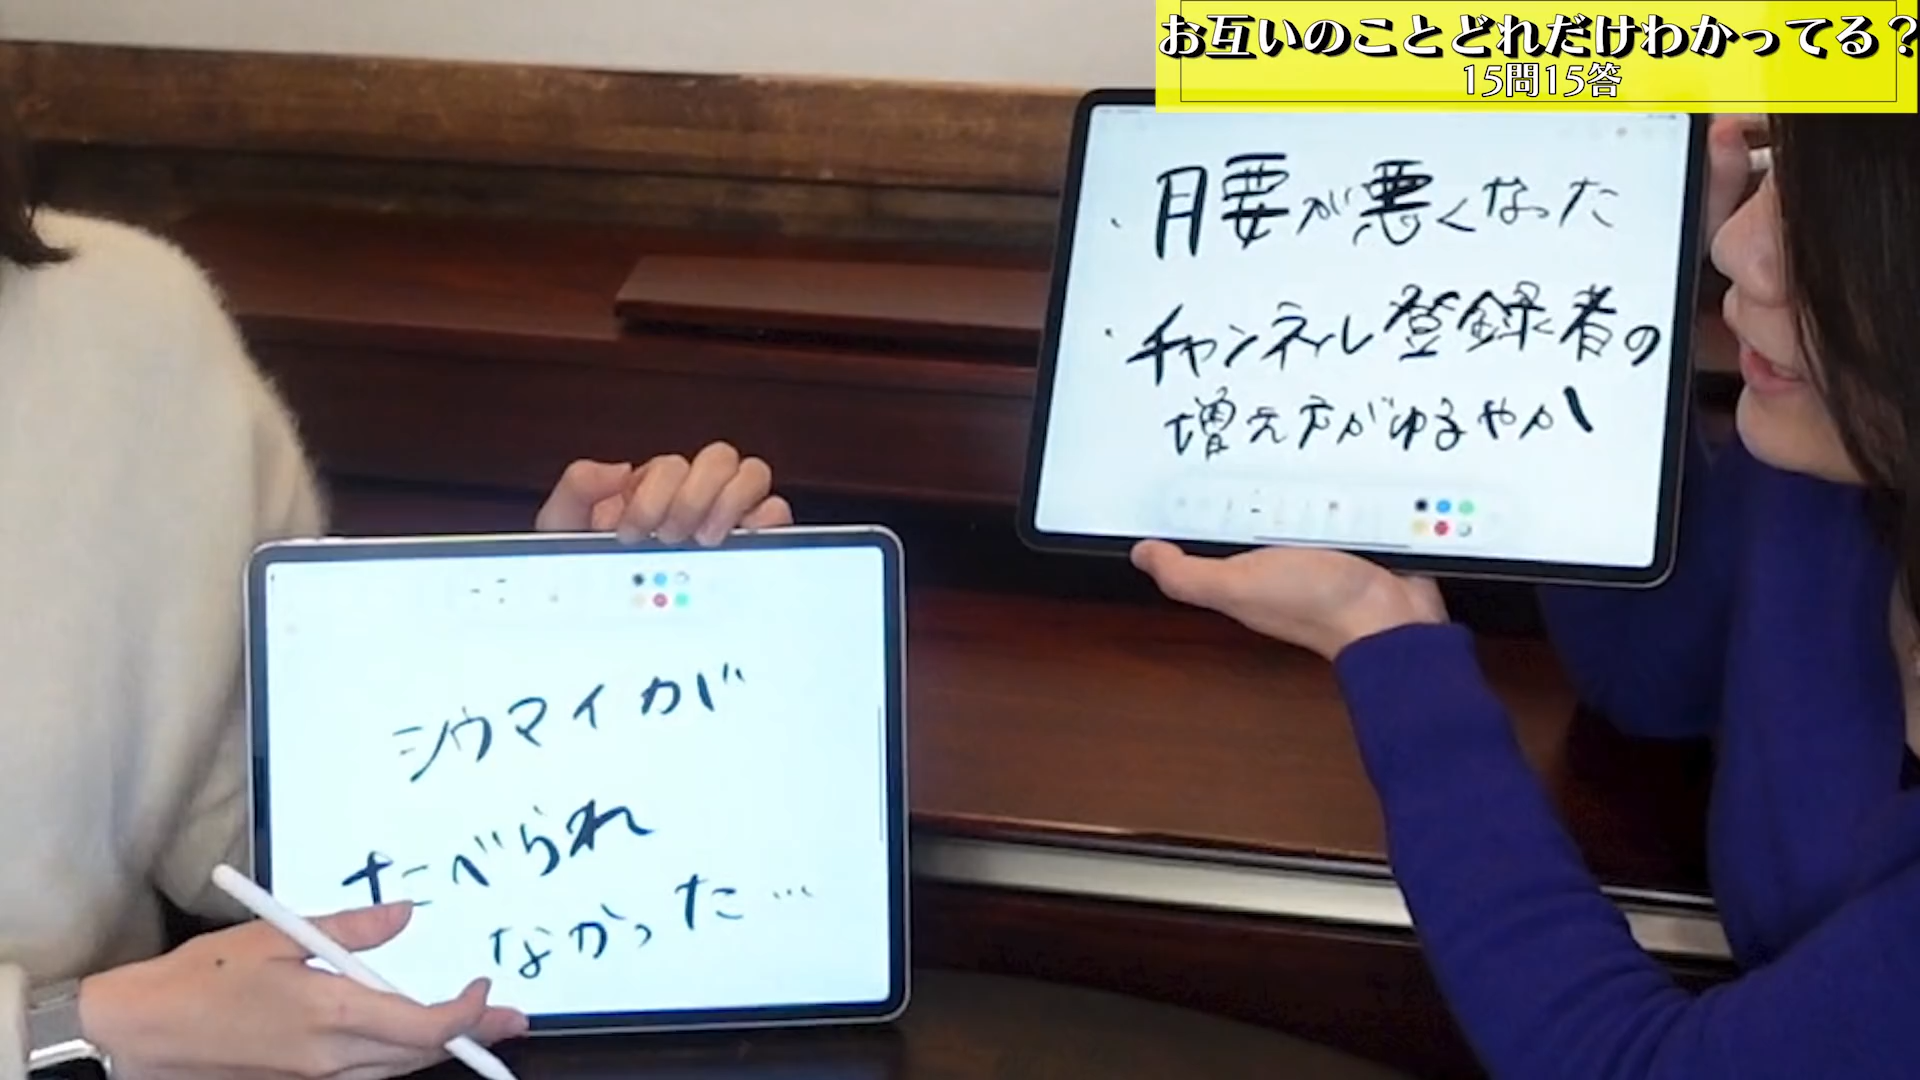 お互いのことどれだけわかってる？
15問15答
・腰が悪くなった
・チャンネル登録者の
増え方がゆるやか
シウマイが
たべられ
なかった…